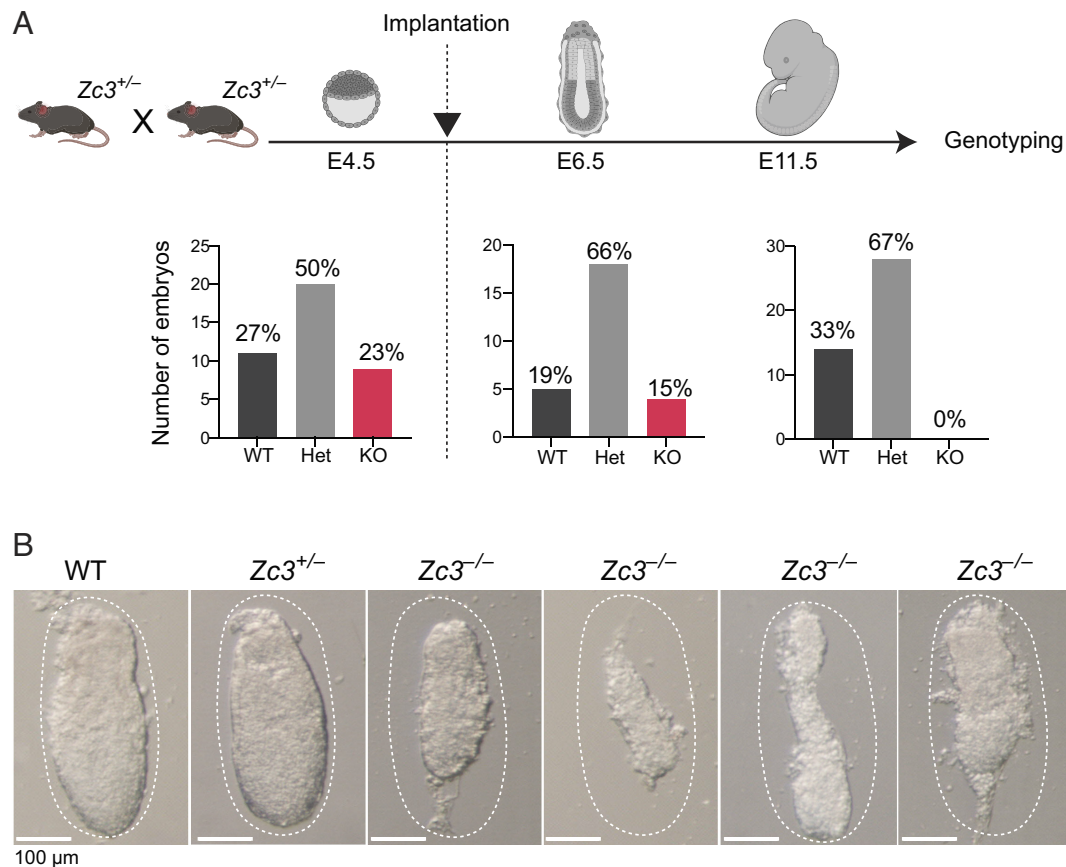 A
Implantation
Zc3+/–
X
Zc3+/–
E4.5
E6.5
E11.5
Genotyping
Number of embryos
25
20
15
10
5
0
27%
50%
23%
WT
Het
KO
20
15
10
5
0
19%
66%
15%
WT
Het
KO
30
20
10
0
33%
67%
0%
WT
Het
KO
B
WT
Zc3+/–
Zc3–/–
Zc3–/–
Zc3–/–
Zc3–/–
100 µm